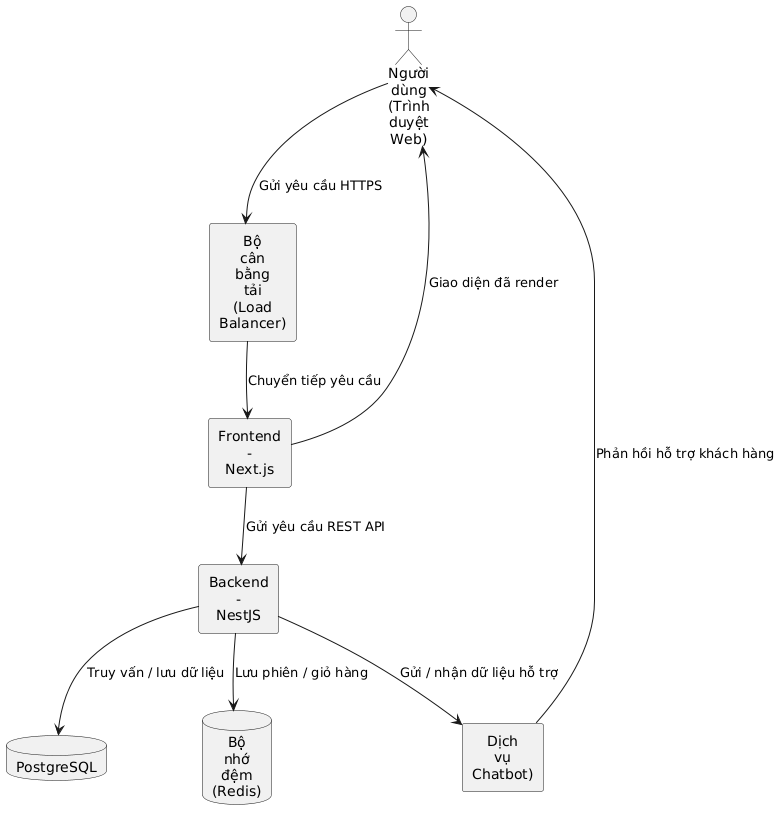 Người
dùng
(Trình
duyệt
Web)
Gửi yêu cầu HTTPS
Bộ
cân
bằng
tải
(Load
Balancer)
Giao diện đã render
Chuyển tiếp yêu cầu
Frontend
-
Next.js
Phản hồi hỗ trợ khách hàng
Gửi yêu cầu REST API
Backend
-
NestJS
Truy vấn / lưu dữ liệu
Lưu phiên / giỏ hàng
Gửi / nhận dữ liệu hỗ trợ
PostgreSQL
Bộ
nhớ
đệm
(Redis)
Dịch
vụ
Chatbot)